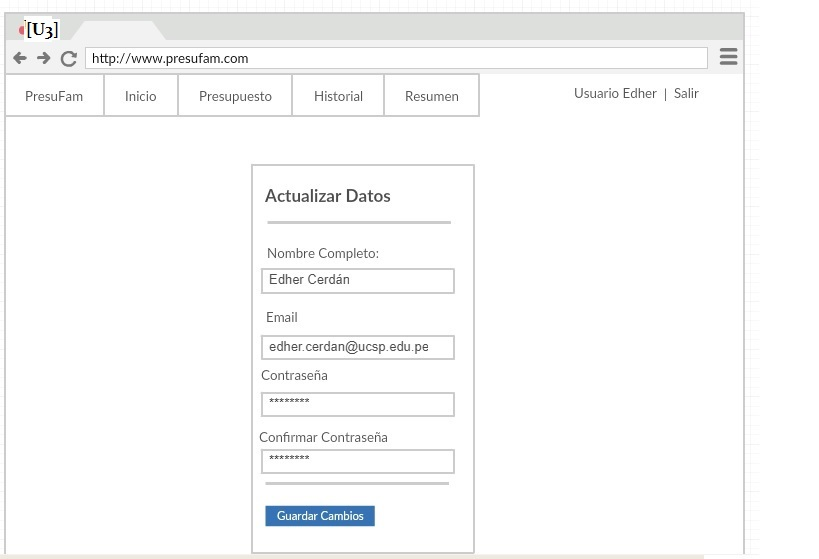 [U3]
http://www.presufam.com
PresuFam Inicio Presupuesto Historial Resumen Usuario Edher | Salir
Actualizar Datos
Nombre Completo:
Edher Cerdán
Email
edher.cerdan@ucsp.edu.pe
Contraseña
********
Confirmar Contraseña
********
Guardar Cambios